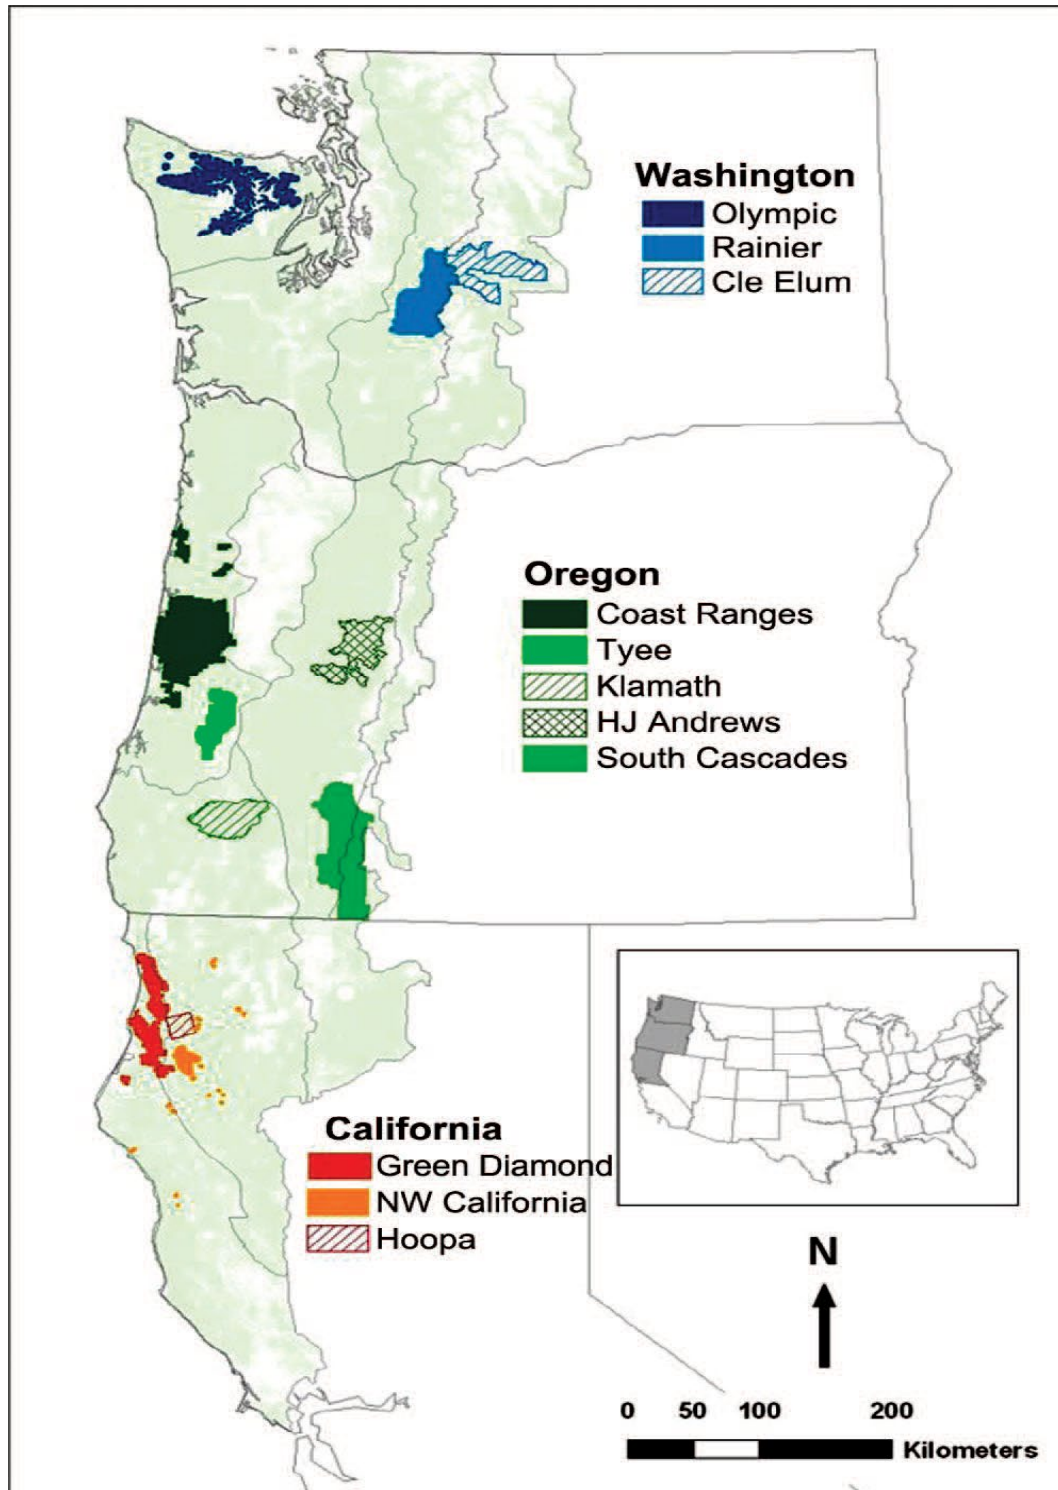 Washington
Olympic
Rainier
Cle Elum
Oregon
Coast Ranges
Tyee
Klamath
HJ Andrews
South Cascades
California
Green Diamond
NW California
Hoopa
N
0 50 100 200
Kilometers